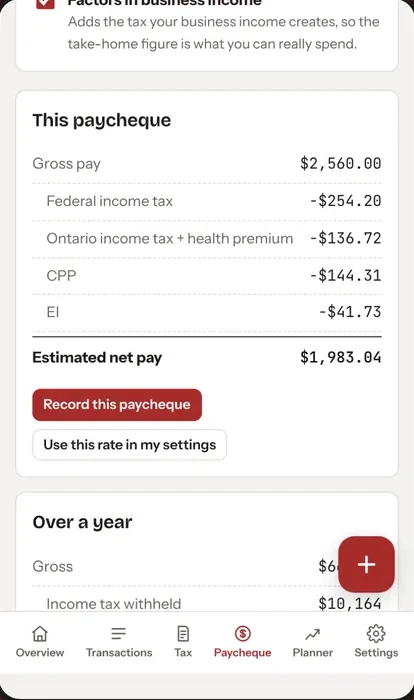 Factors in business income
Adds the tax your business income creates, so the
take-home figure is what you can really spend.
This paycheque
Gross pay $2,560.00
Federal income tax -$254.20
Ontario income tax + health premium -$136.72
CPP -$144.31
EI -$41.73
Estimated net pay $1,983.04
Record this paycheque
Use this rate in my settings
Over a year
Gross
Income tax withheld $10,164
Overview Transactions Tax Paycheque Planner Settings